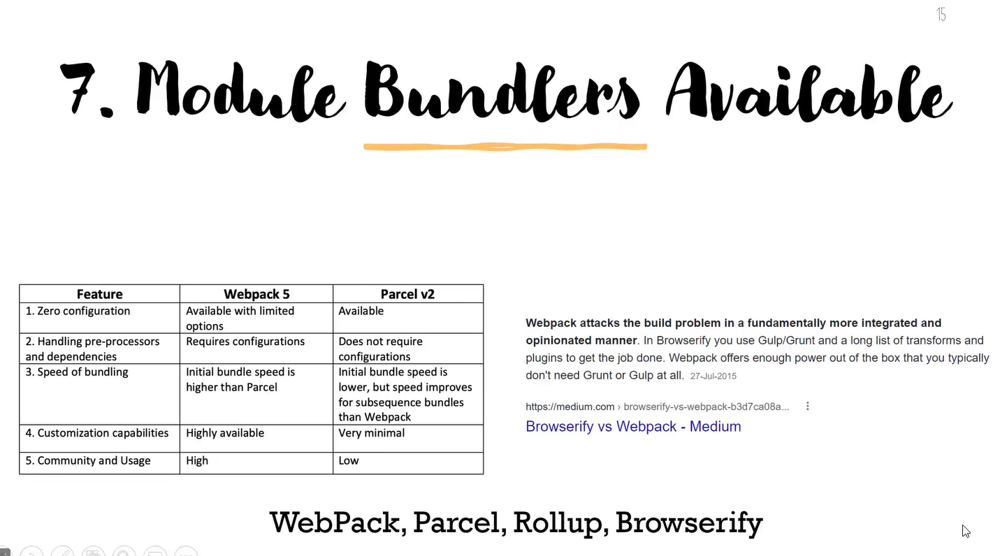 15
7. Module Bundlers Available
Feature Webpack 5 Parcel v2
1. Zero configuration Available with limited options Available
2. Handling pre-processors and dependencies Requires configurations Does not require configurations
3. Speed of bundling Initial bundle speed is higher than Parcel Initial bundle speed is lower, but speed improves for subsequence bundles than Webpack
4. Customization capabilities Highly available Very minimal
5. Community and Usage High Low
Webpack attacks the build problem in a fundamentally more integrated and
opinionated manner. In Browserify you use Gulp/Grunt and a long list of transforms and
plugins to get the job done. Webpack offers enough power out of the box that you typically
don't need Grunt or Gulp at all. 27-Jul-2015
https://medium.com › browserify-vs-webpack-b3d7ca08a...
Browserify vs Webpack - Medium
WebPack, Parcel, Rollup, Browserify